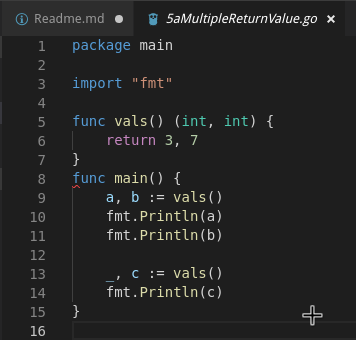 Readme.md 5aMultipleReturnValue.go
1 package main
2
3 import "fmt"
4
5 func vals() (int, int) {
6     return 3, 7
7 }
8 func main() {
9     a, b := vals()
10     fmt.Println(a)
11     fmt.Println(b)
12
13     _, c := vals()
14     fmt.Println(c)
15 }
16